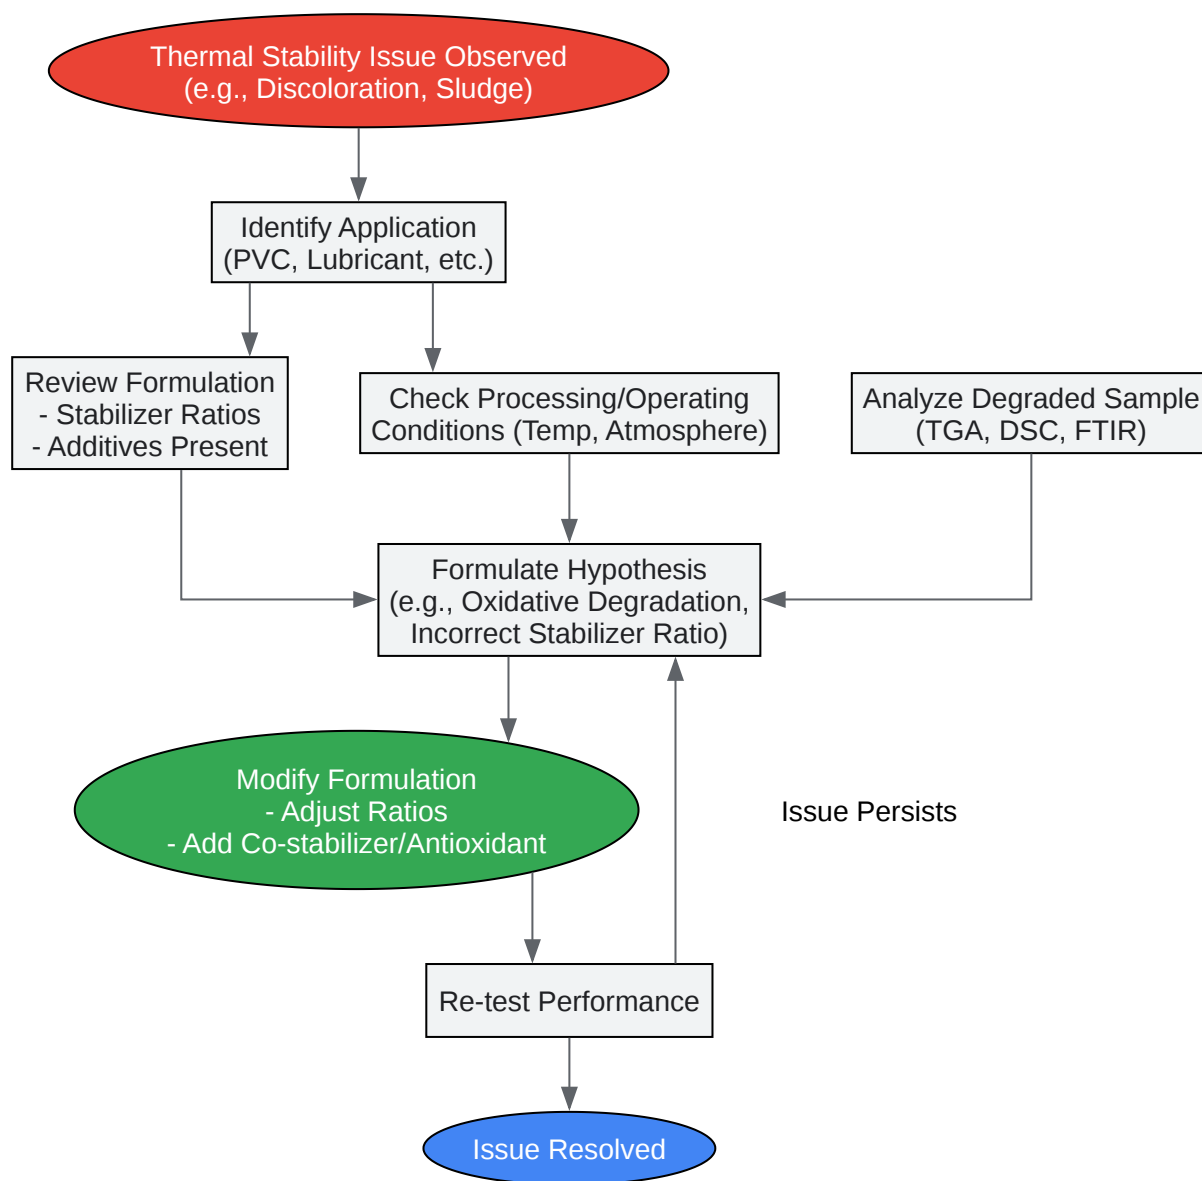 Thermal Stability Issue Observed
(e.g., Discoloration, Sludge)
Identify Application
(PVC, Lubricant, etc.)
Review Formulation
- Stabilizer Ratios
- Additives Present
Check Processing/Operating
Conditions (Temp, Atmosphere)
Analyze Degraded Sample
(TGA, DSC, FTIR)
Formulate Hypothesis
(e.g., Oxidative Degradation,
Incorrect Stabilizer Ratio)
Modify Formulation
- Adjust Ratios
- Add Co-stabilizer/Antioxidant
Issue Persists
Re-test Performance
Issue Resolved